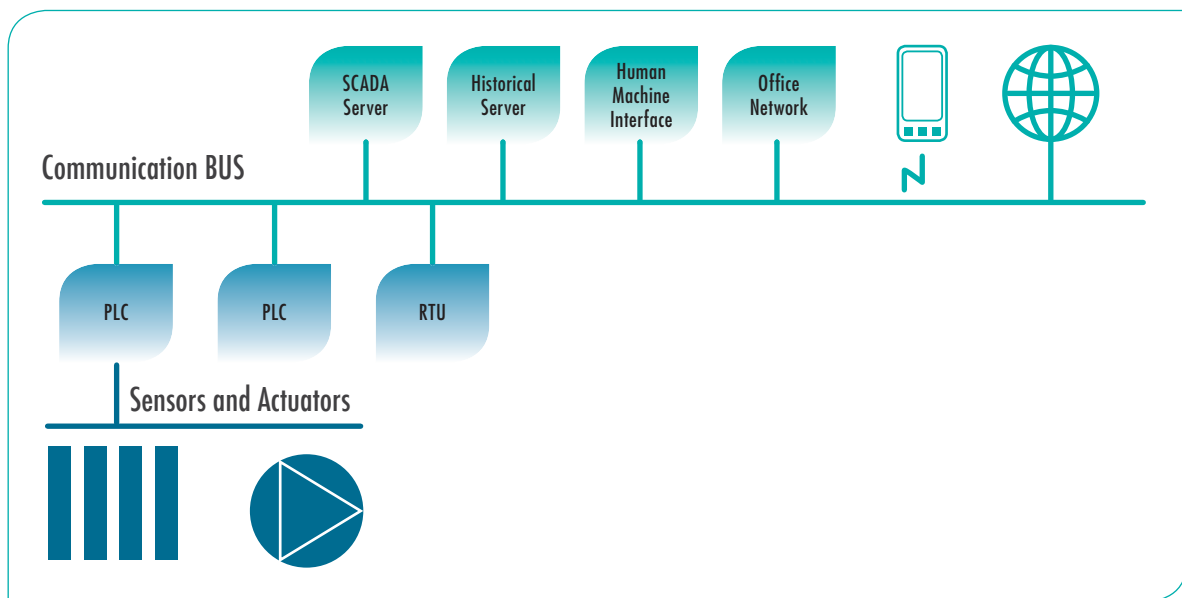 SCADA
Server
Historical
Server
Human
Machine
Interface
Office
Network
Communication BUS
PLC
PLC
RTU
Sensors and Actuators